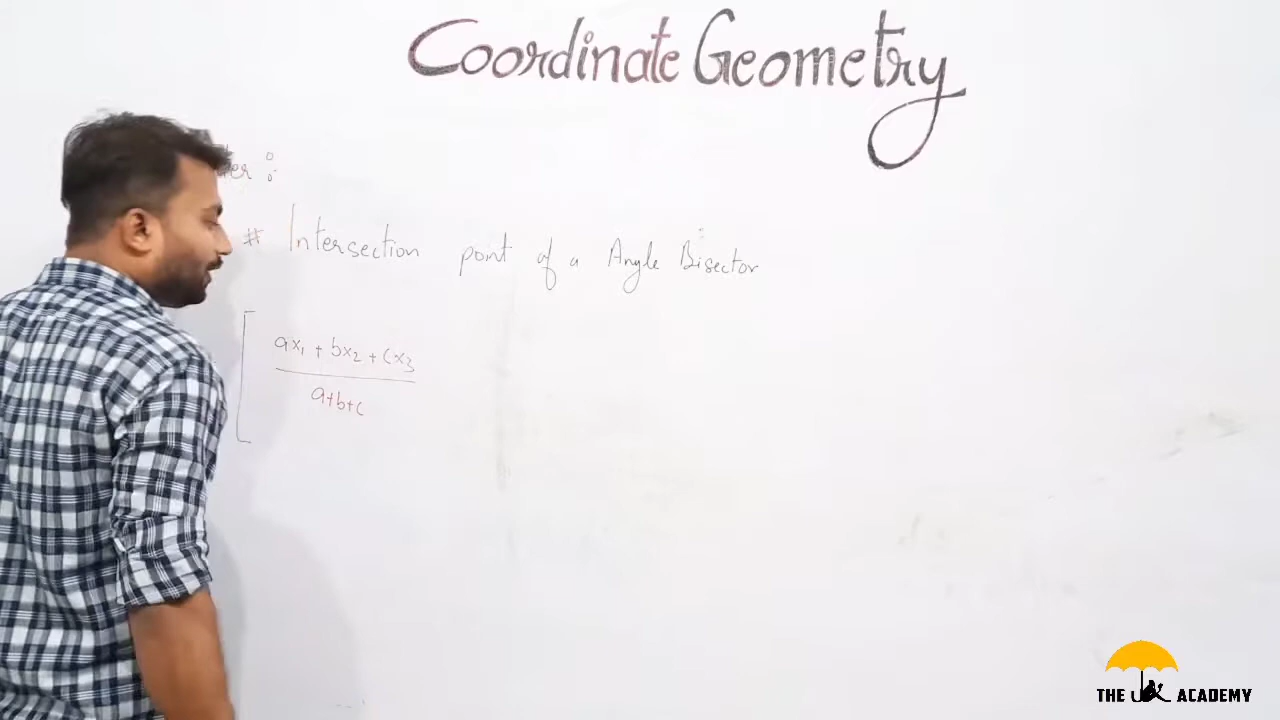 Coordinate Geometry
:
# Intersection point of a Angle Bisector
[ ax₁ + bx₂ + cx₃
a+b+c
THE ACADEMY